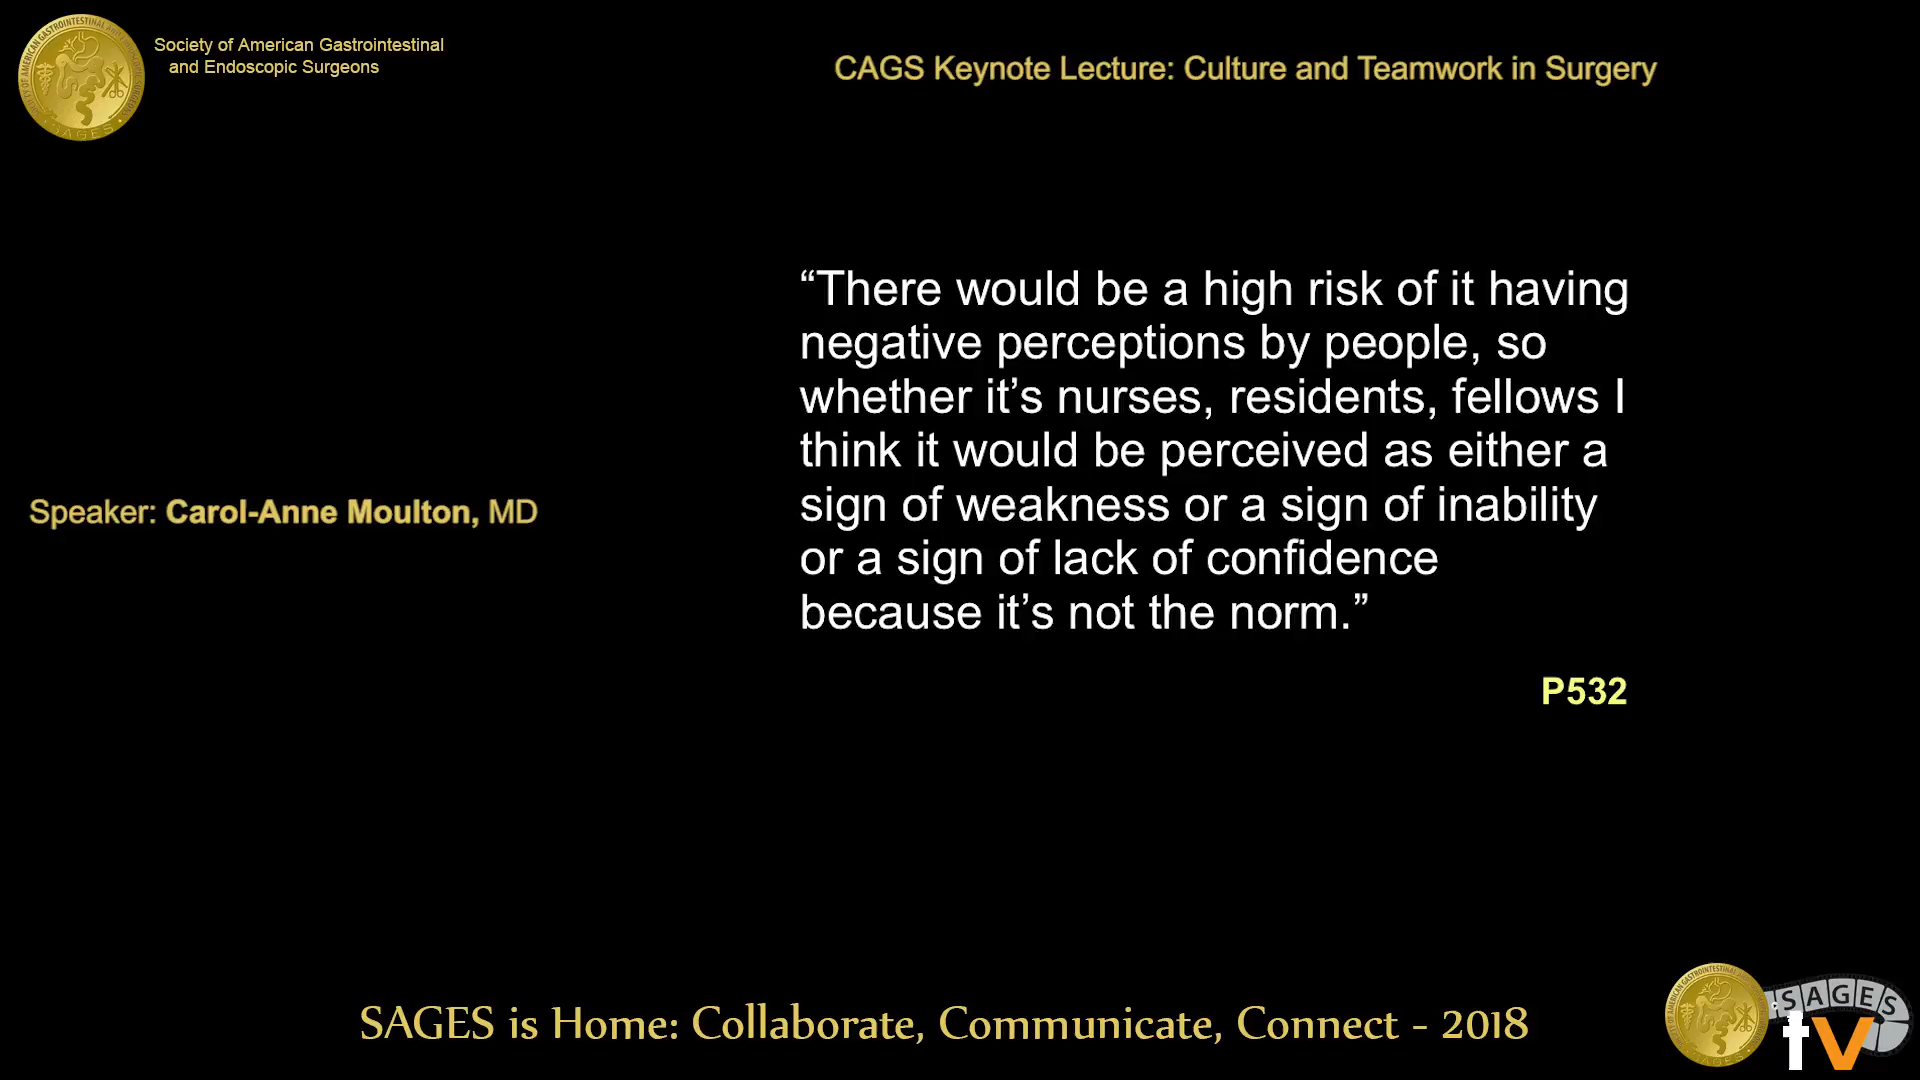 Society of American Gastrointestinal
and Endoscopic Surgeons
CAGS Keynote Lecture: Culture and Teamwork in Surgery
“There would be a high risk of it having
negative perceptions by people, so
whether it’s nurses, residents, fellows I
think it would be perceived as either a
sign of weakness or a sign of inability
or a sign of lack of confidence
because it’s not the norm.”
P532
Speaker: Carol-Anne Moulton, MD
SAGES is Home: Collaborate, Communicate, Connect - 2018
SAGES
tv